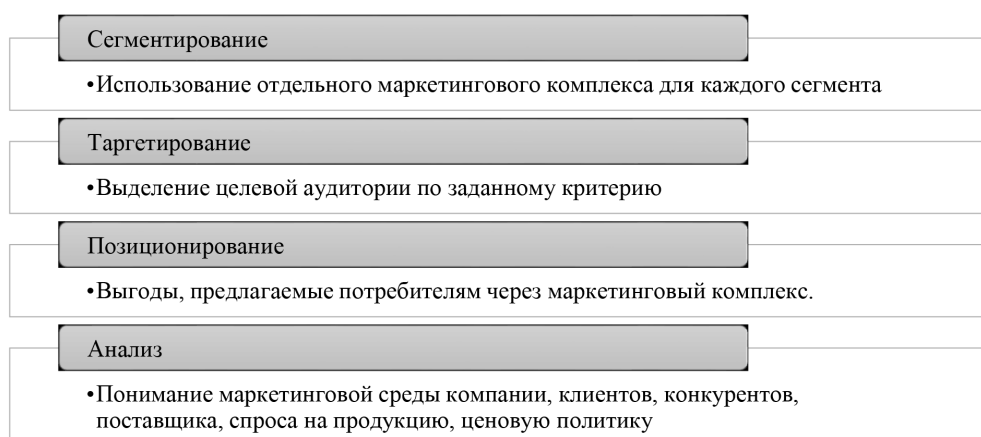 Сегментирование
•Использование отдельного маркетингового комплекса для каждого сегмента
Таргетирование
•Выделение целевой аудитории по заданному критерию
Позиционирование
•Выгоды, предлагаемые потребителям через маркетинговый комплекс.
Анализ
•Понимание маркетинговой среды компании, клиентов, конкурентов,
поставщика, спроса на продукцию, ценовую политику